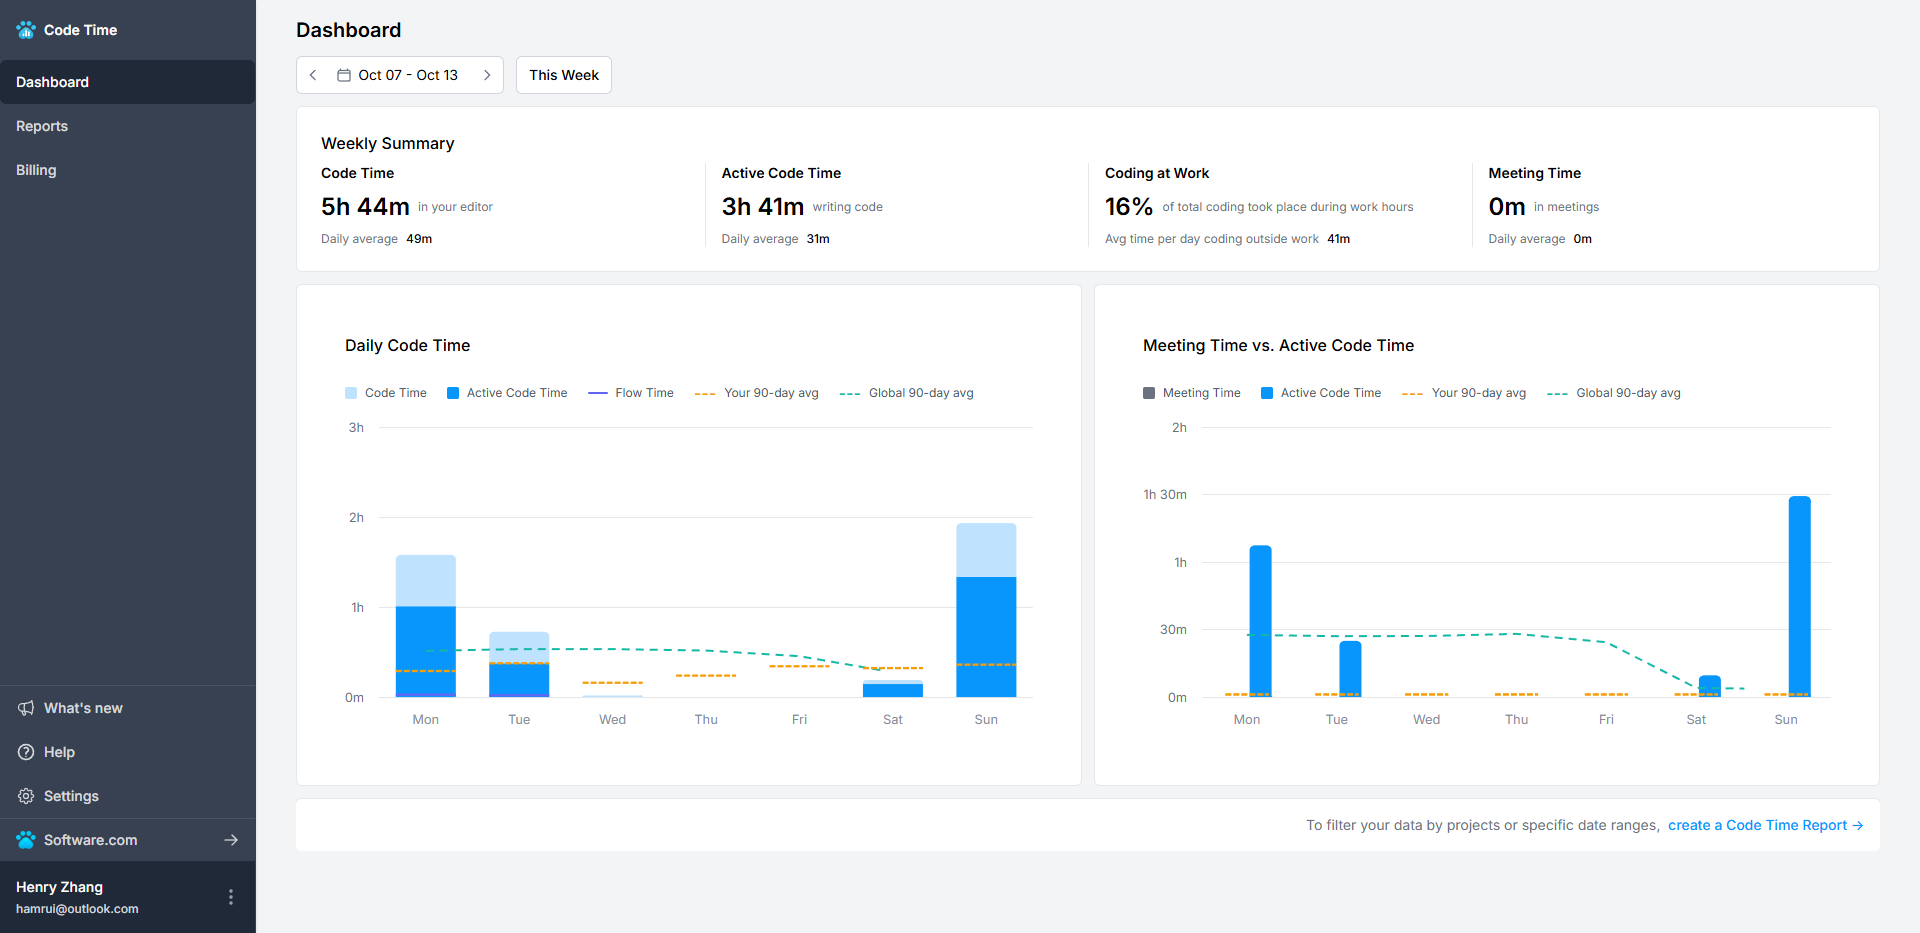 Code Time
Dashboard
Reports
Billing
What's new
Help
Settings
Software.com
Henry Zhang
hamrui@outlook.com
Dashboard
Oct 07 - Oct 13
This Week
Weekly Summary
Code Time
5h 44m in your editor
Daily average 49m
Active Code Time
3h 41m writing code
Daily average 31m
Coding at Work
16% of total coding took place during work hours
Avg time per day coding outside work 41m
Meeting Time
0m in meetings
Daily average 0m
Daily Code Time
Code Time Active Code Time Flow Time Your 90-day avg Global 90-day avg
3h
2h
1h
0m
Mon Tue Wed Thu Fri Sat Sun
Meeting Time vs. Active Code Time
Meeting Time Active Code Time Your 90-day avg Global 90-day avg
2h
1h 30m
1h
30m
0m
Mon Tue Wed Thu Fri Sat Sun
To filter your data by projects or specific date ranges, create a Code Time Report →